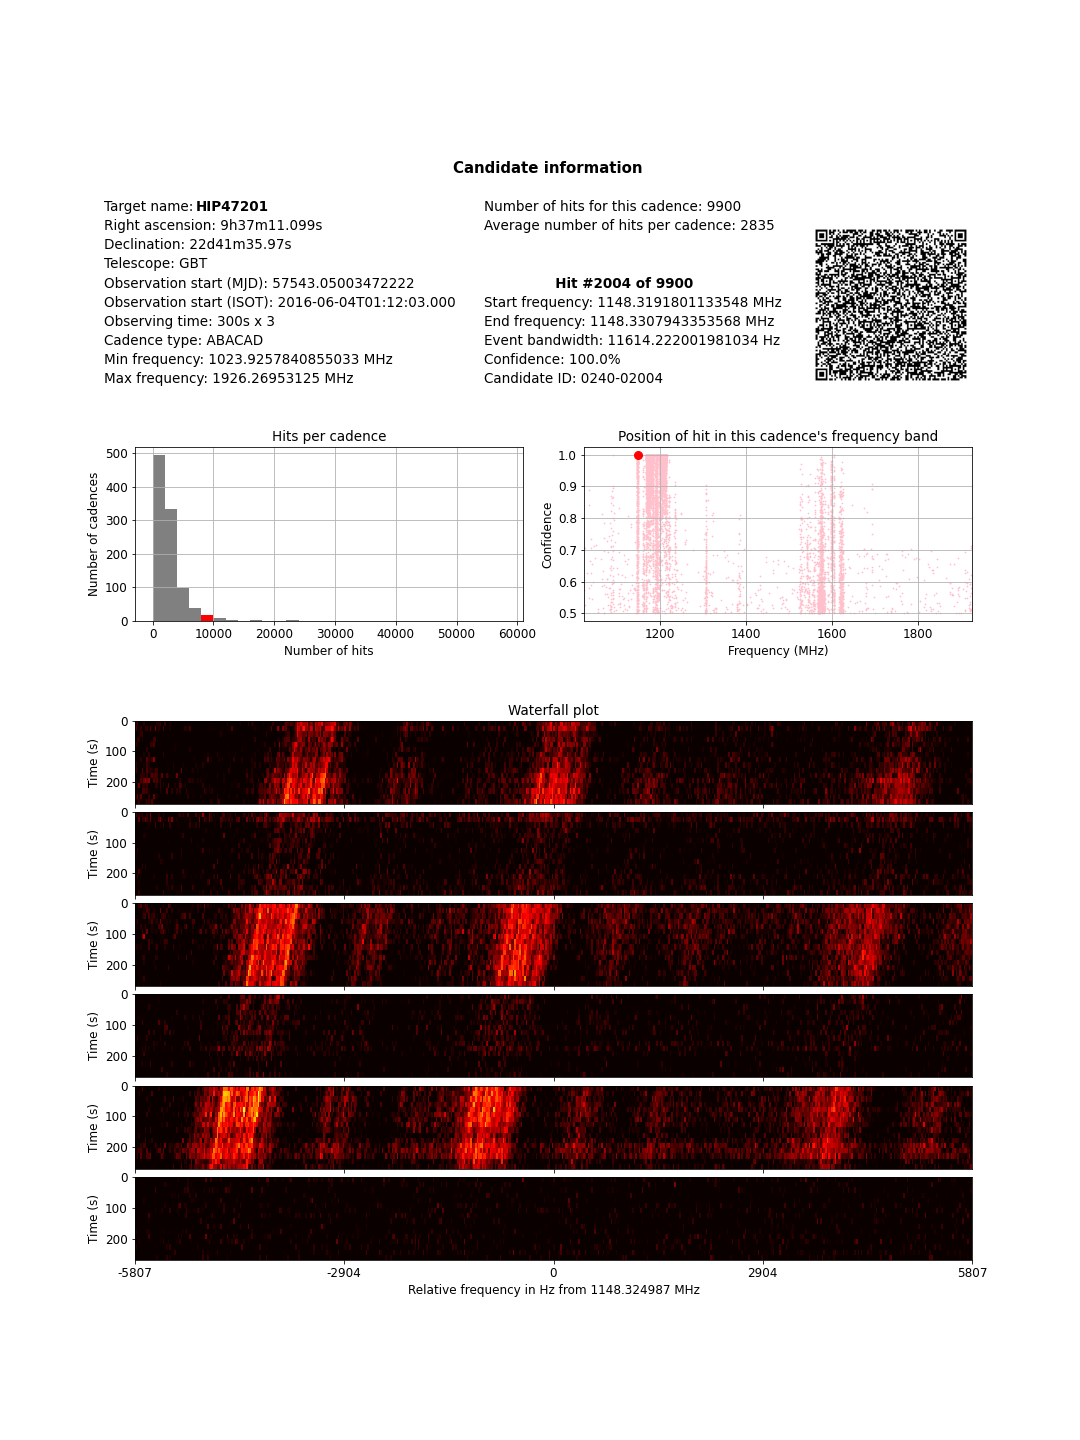 Candidate information
Target name: HIP47201
Right ascension: 9h37m11.099s
Declination: 22d41m35.97s
Telescope: GBT
Observation start (MJD): 57543.05003472222
Observation start (ISOT): 2016-06-04T01:12:03.000
Observing time: 300s x 3
Cadence type: ABACAD
Min frequency: 1023.9257840855033 MHz
Max frequency: 1926.26953125 MHz
Number of hits for this cadence: 9900
Average number of hits per cadence: 2835
Hit #2004 of 9900
Start frequency: 1148.3191801133548 MHz
End frequency: 1148.3307943353568 MHz
Event bandwidth: 11614.222001981034 Hz
Confidence: 100.0%
Candidate ID: 0240-02004
Hits per cadence
Number of cadences
500
400
300
200
100
0
0 10000 20000 30000 40000 50000 60000
Number of hits
Position of hit in this cadence's frequency band
Confidence
1.0
0.9
0.8
0.7
0.6
0.5
1200 1400 1600 1800
Frequency (MHz)
Waterfall plot
Time (s)
0
100
200
Time (s)
0
100
200
Time (s)
0
100
200
Time (s)
0
100
200
Time (s)
0
100
200
Time (s)
0
100
200
-5807 -2904 0 2904 5807
Relative frequency in Hz from 1148.324987 MHz